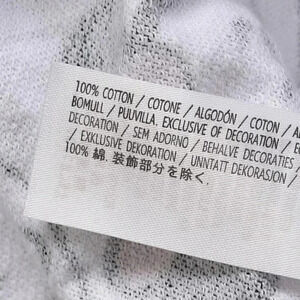 100% COTTON / COTONE / ALGODÓN / COTON /
BOMULL / PUUVILLA. EXCLUSIVE OF DECORATION /
DECORATION / SEM ADORNO / BEHALVE DECORATIES
/ EXKLUSIVE DEKORATION / UNNTATT DEKORASJON /
100% 綿. 装飾部分を除く.